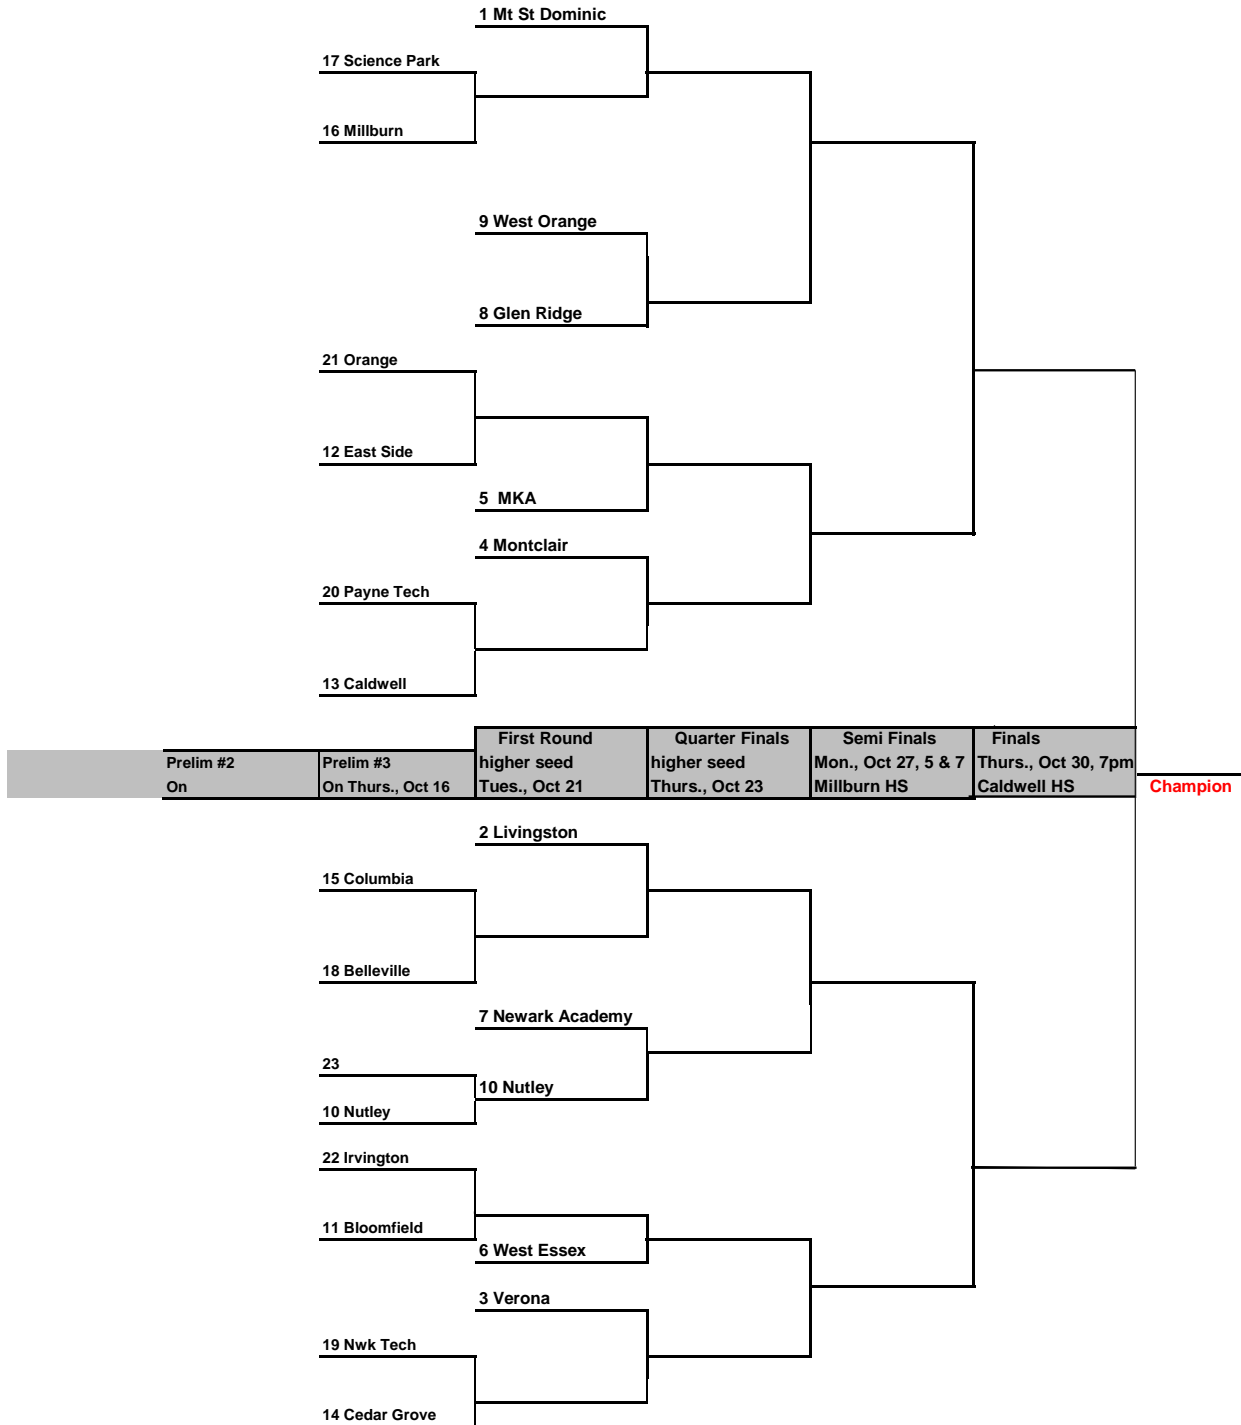 1 Mt St Dominic
17 Science Park
16 Millburn
9 West Orange
8 Glen Ridge
21 Orange
12 East Side
5  MKA
4 Montclair
20 Payne Tech
13 Caldwell
First Round
Quarter Finals
Semi Finals
Finals
Prelim #2
Prelim #3
higher seed
higher seed
Mon., Oct 27, 5 & 7
Thurs., Oct 30, 7pm
On
On Thurs., Oct 16
Tues., Oct 21
Thurs., Oct 23
Millburn HS
Caldwell HS
Champion
2 Livingston
15 Columbia
18 Belleville
7 Newark Academy
23
10 Nutley
10 Nutley
22 Irvington
11 Bloomfield
6 West Essex
3 Verona
19 Nwk Tech
14 Cedar Grove